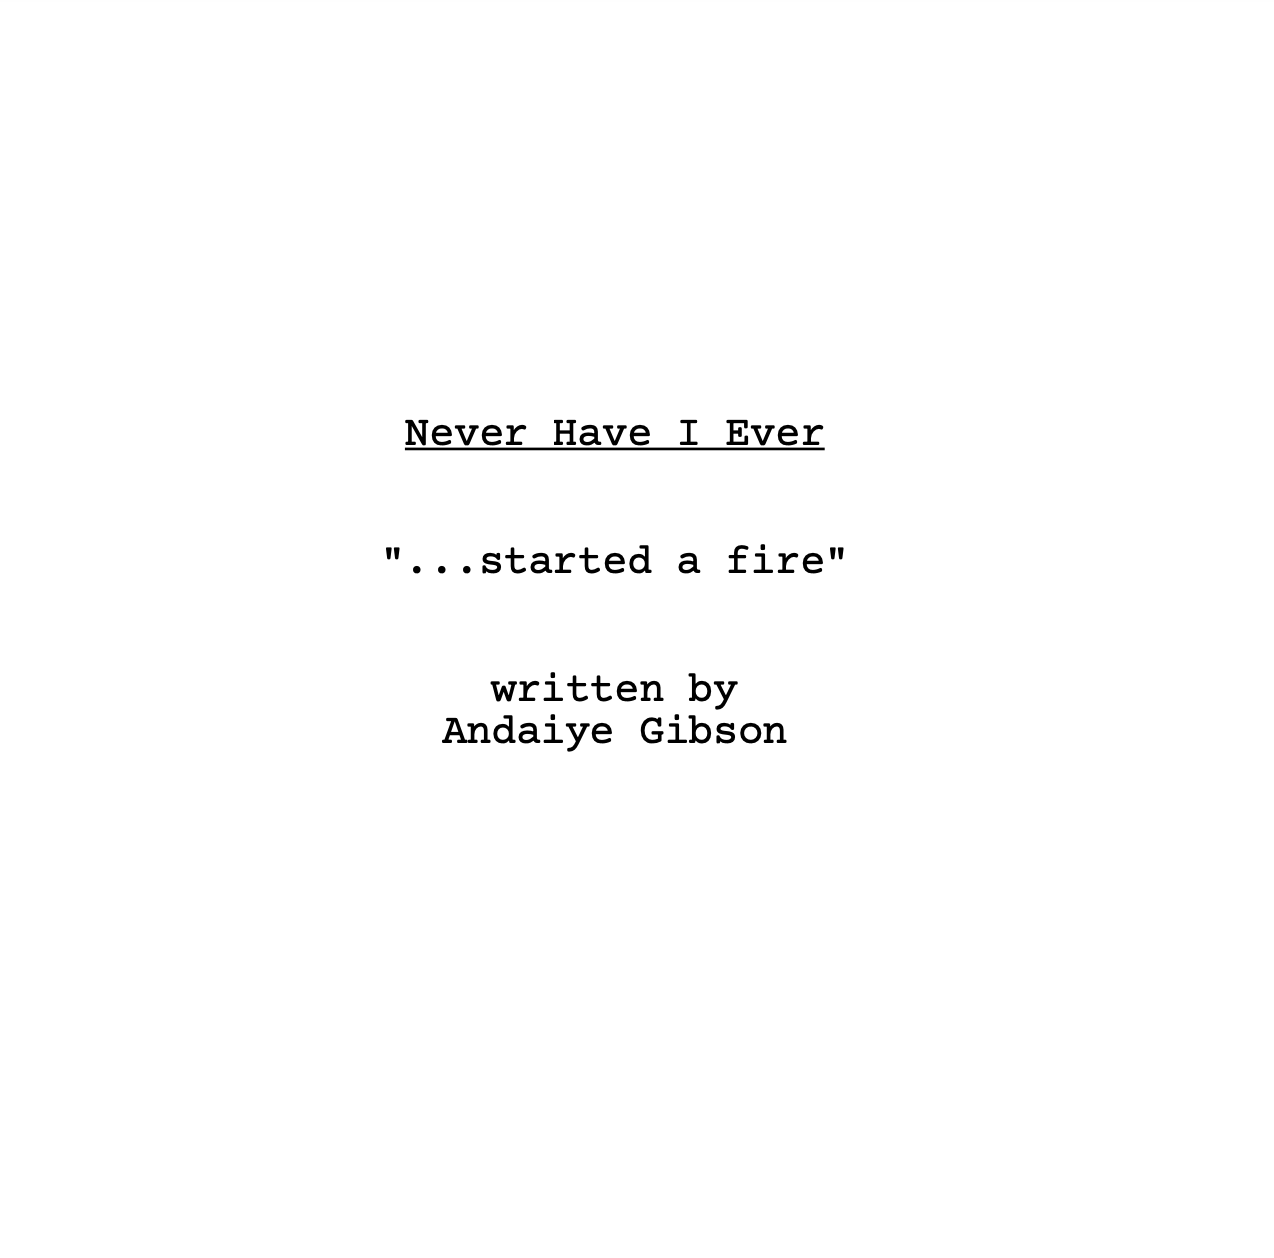 Never Have I Ever
"...started a fire"
written by
Andaiye Gibson